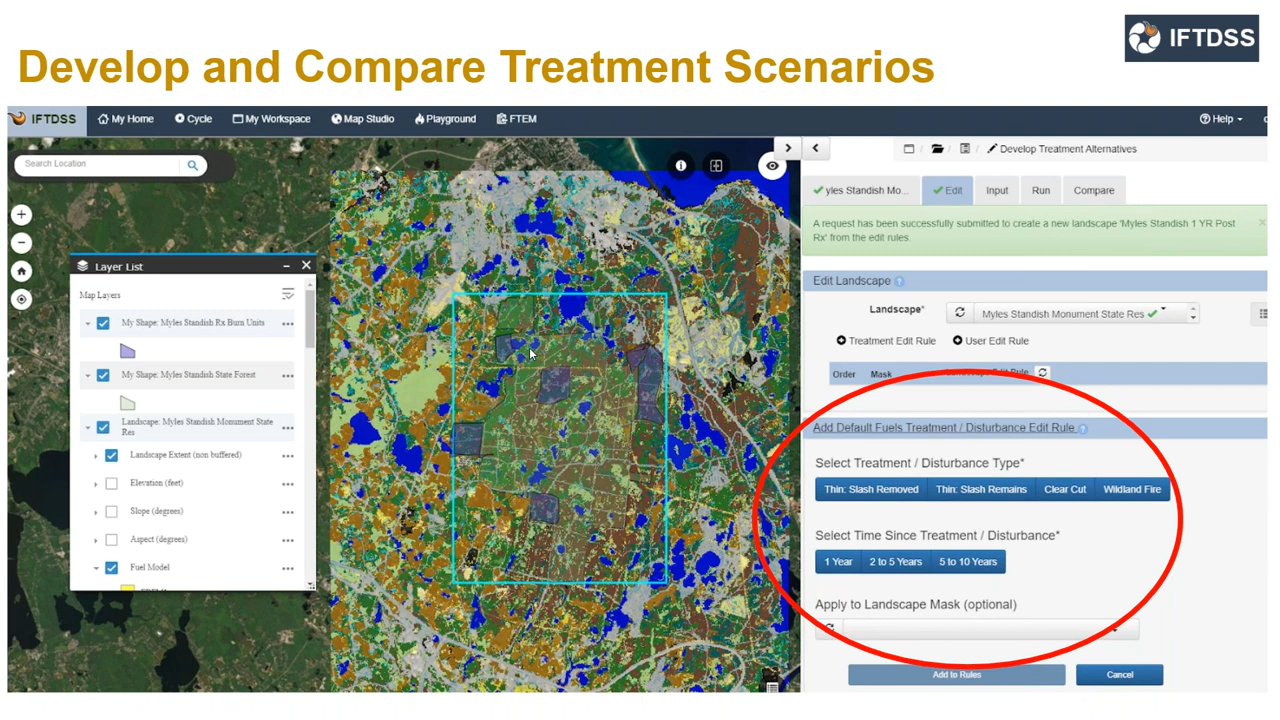 Develop and Compare Treatment Scenarios
IFTDSS
IFTDSS My Home Cycle My Workspace Map Studio Playground FTEM Help
Search Location
Develop Treatment Alternatives
yles Standish Mo... Edit Input Run Compare
A request has been successfully submitted to create a new landscape 'Myles Standish 1 YR Post
Rx' from the edit rules.
Layer List
Map Layers
My Shape: Myles Standish Rx Burn Units
My Shape: Myles Standish State Forest
Landscape: Myles Standish Monument State
Res
Landscape Extent (non buffered)
Elevation (feet)
Slope (degrees)
Aspect (degrees)
Fuel Model
Edit Landscape
Landscape* Myles Standish Monument State Res
Treatment Edit Rule User Edit Rule
Order Mask Landscape Edit Rule
Add Default Fuels Treatment / Disturbance Edit Rule
Select Treatment / Disturbance Type*
Thin: Slash Removed Thin: Slash Remains Clear Cut Wildland Fire
Select Time Since Treatment / Disturbance*
1 Year 2 to 5 Years 5 to 10 Years
Apply to Landscape Mask (optional)
Add to Rules Cancel